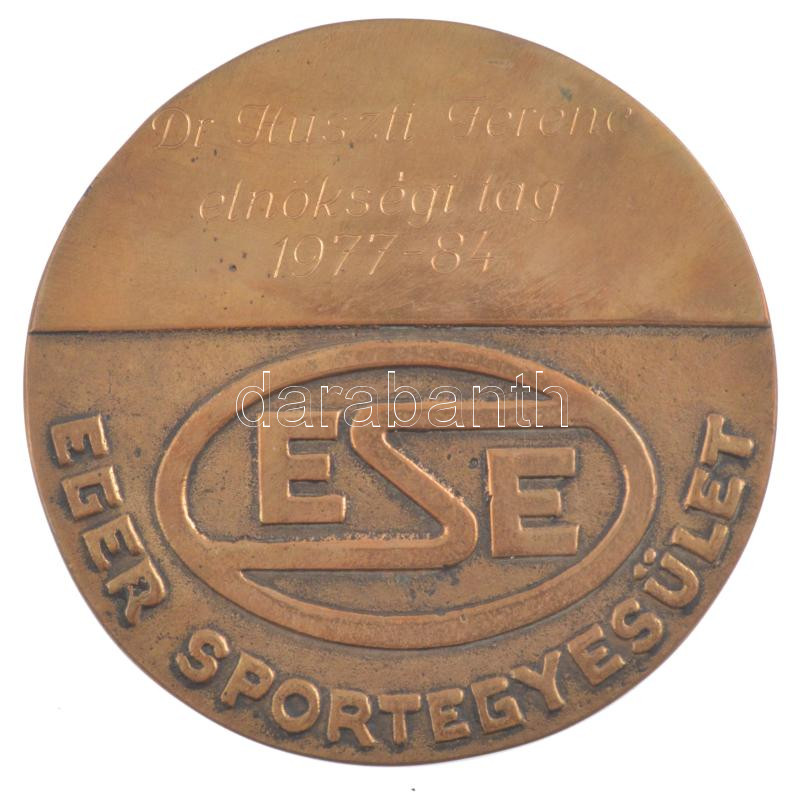 Dr. Huszti Ferenc
elnökségi tag
1977-84
darabanth
ESE
EGER SPORTEGYESÜLET